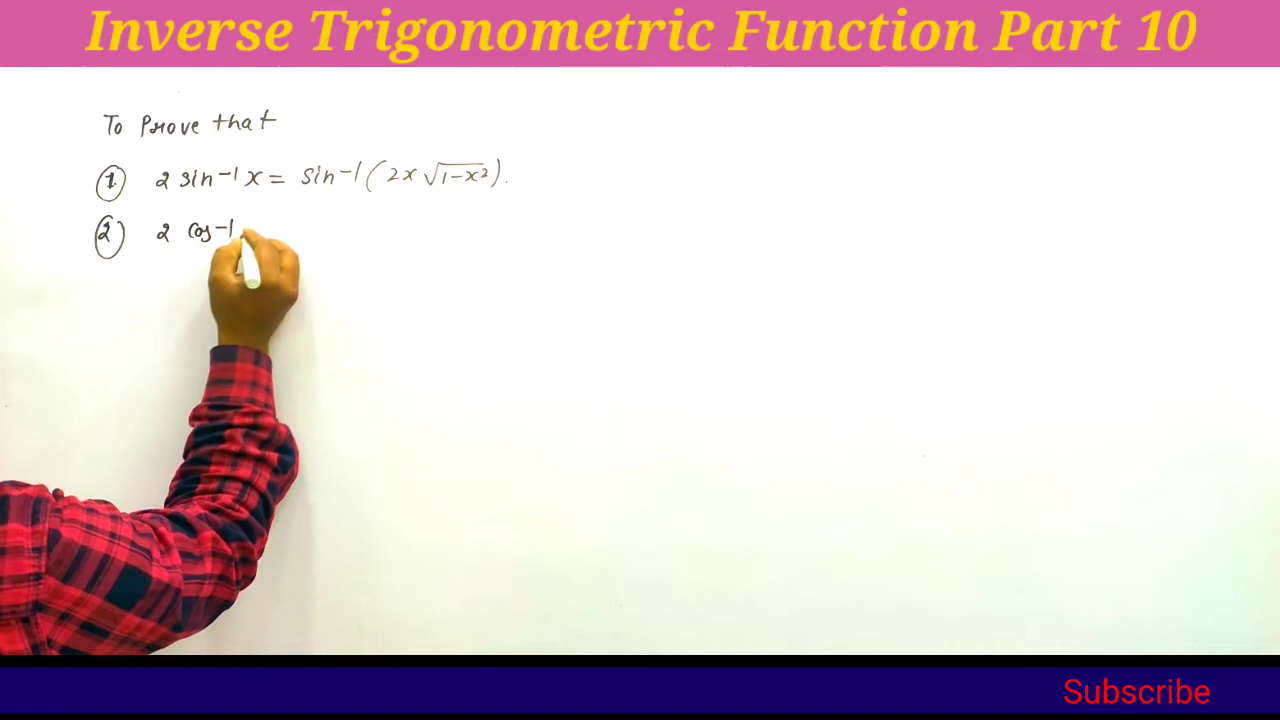 Inverse Trigonometric Function Part 10
To Prove that
① 2 sin⁻¹ x = sin⁻¹ (2x √1-x²).
② 2 cos⁻¹
Subscribe